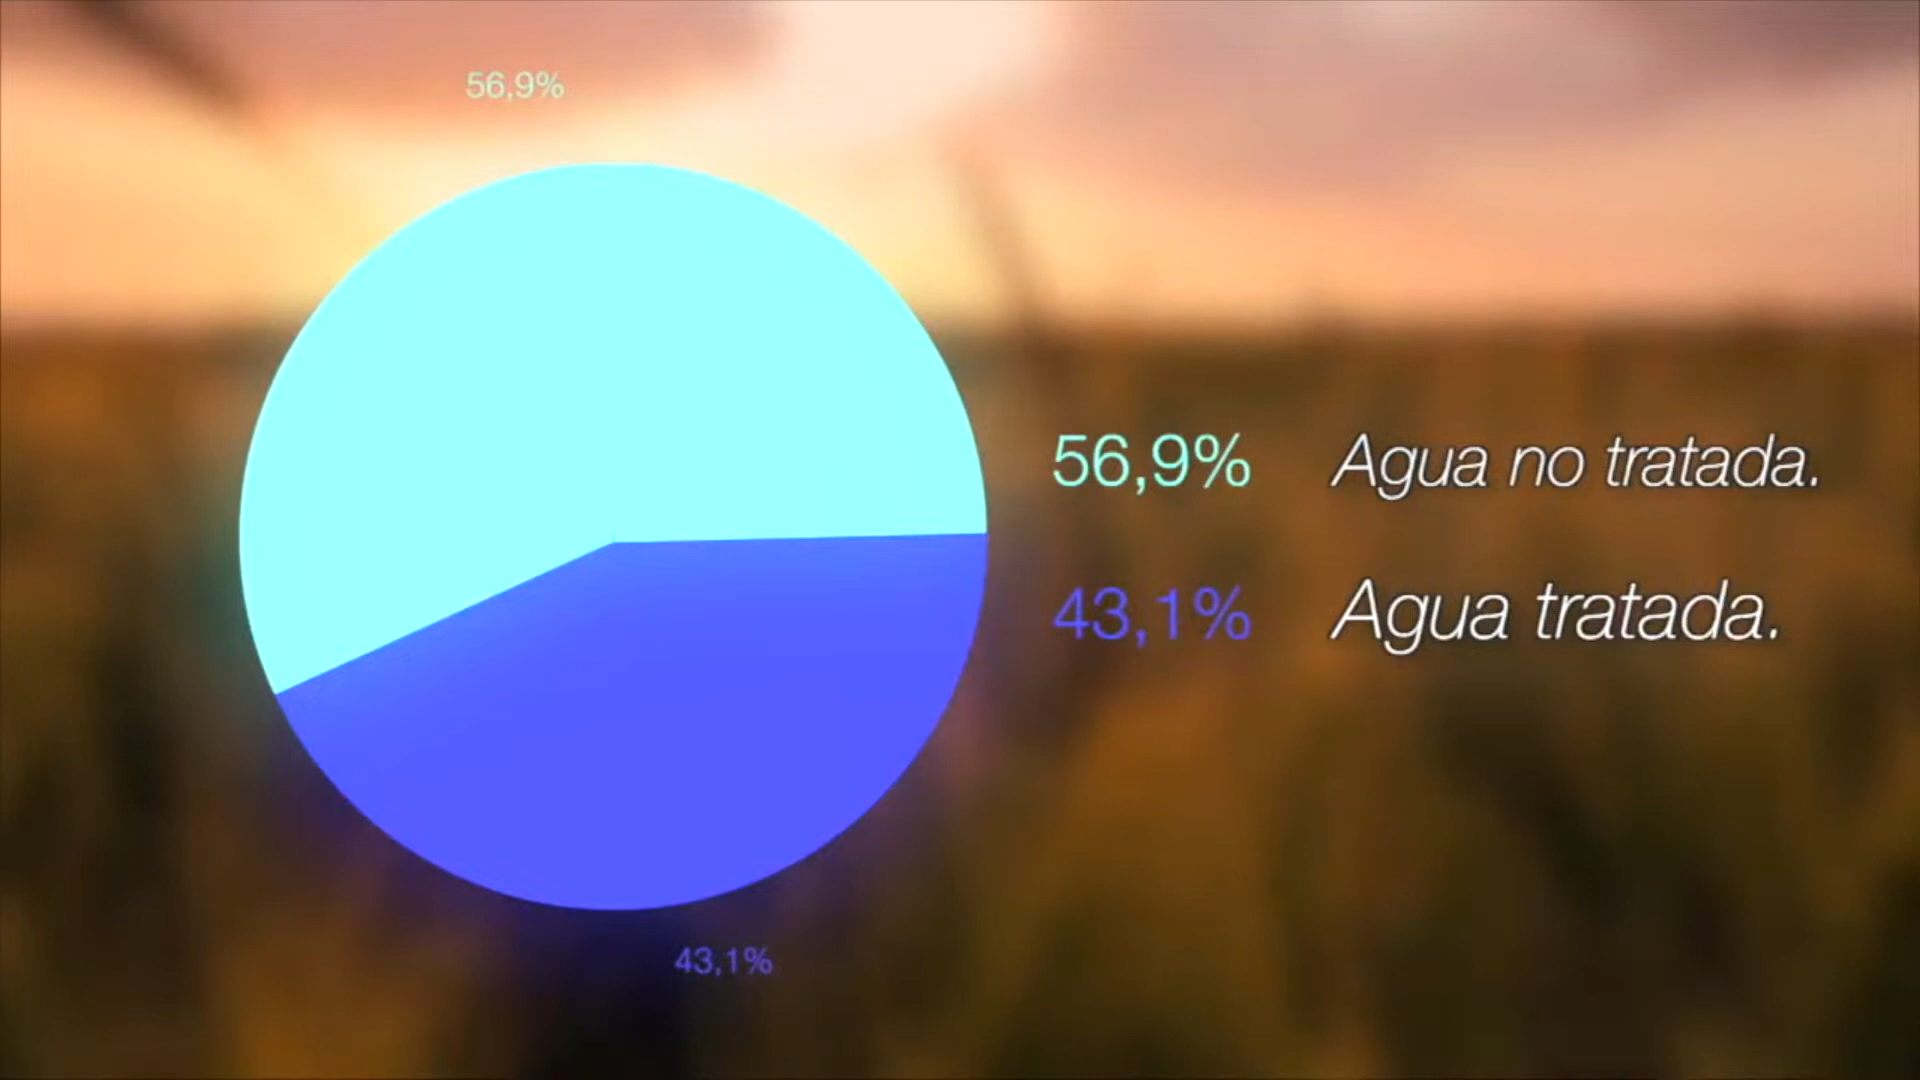 56,9%
56,9% Agua no tratada.
43,1% Agua tratada.
43,1%